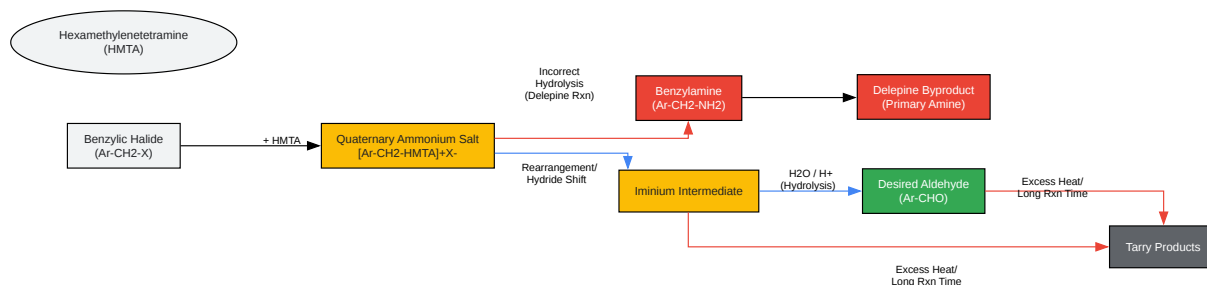 Hexamethylenetetramine
(HMTA)
Benzylic Halide
(Ar-CH2-X)
+ HMTA
Quaternary Ammonium Salt
[Ar-CH2-HMTA]+X-
Incorrect
Hydrolysis
(Delepine Rxn)
Benzylamine
(Ar-CH2-NH2)
Delepine Byproduct
(Primary Amine)
Rearrangement/
Hydride Shift
Iminium Intermediate
H2O / H+
(Hydrolysis)
Desired Aldehyde
(Ar-CHO)
Excess Heat/
Long Rxn Time
Tarry Products
Excess Heat/
Long Rxn Time